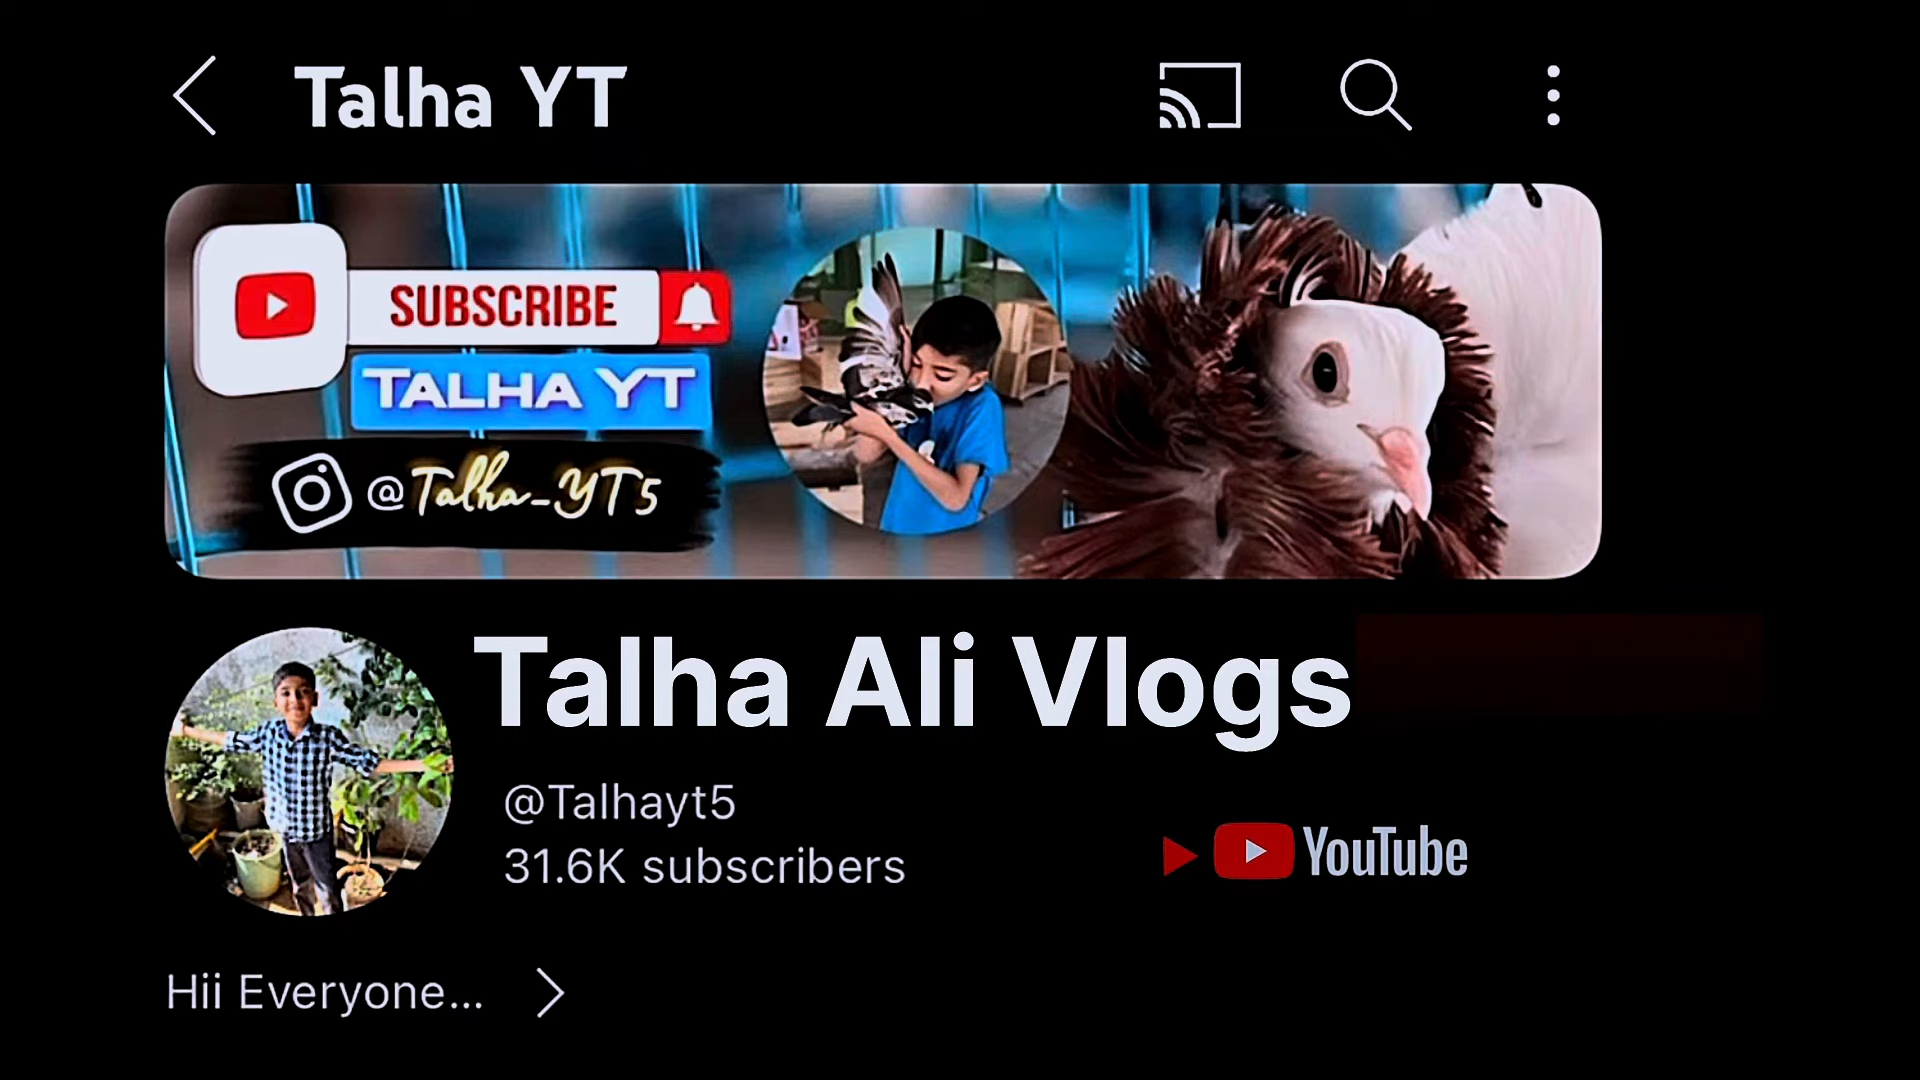 Talha YT
SUBSCRIBE
TALHA YT
@Talha_YT5
Talha Ali Vlogs
@Talhayt5
31.6K subscribers
YouTube
Hii Everyone...